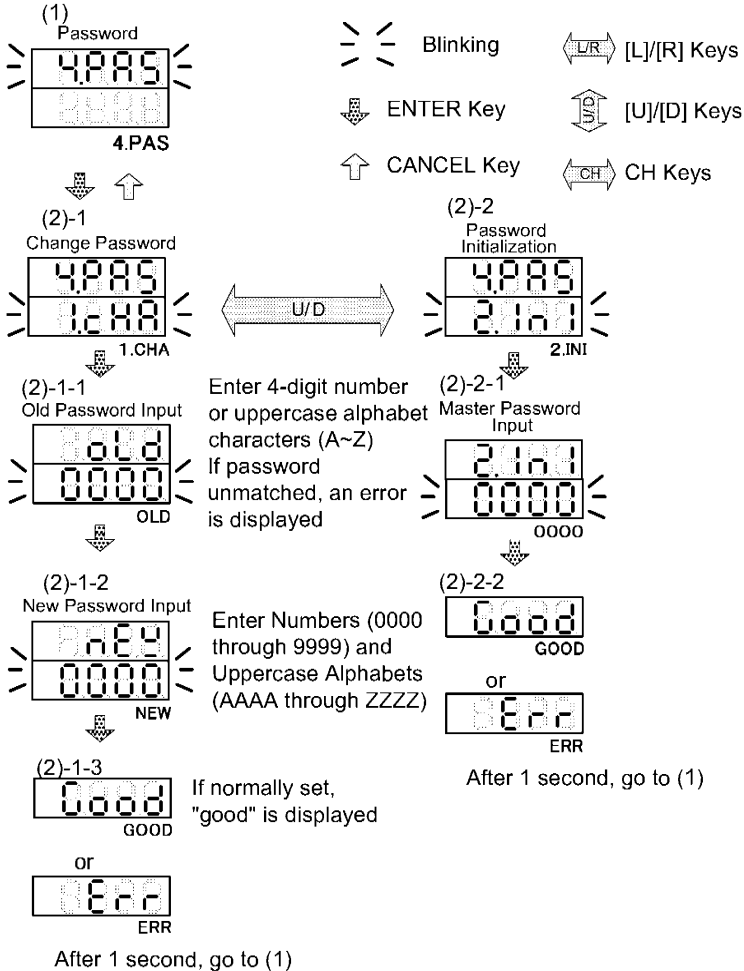 (1)
Password
4.PAS
4.PAS
Blinking
L/R
[L]/[R] Keys
ENTER Key
U/D
[U]/[D] Keys
CANCEL Key
CH
CH Keys
(2)-1
Change Password
4.PAS
1.cHA
1.CHA
U/D
(2)-2
Password
Initialization
4.PAS
2.InI
2.INI
(2)-1-1
Old Password Input
oLd
0000
OLD
Enter 4-digit number
or uppercase alphabet
characters (A~Z)
If password
unmatched, an error
is displayed
(2)-2-1
Master Password
Input
2.InI
0000
0000
(2)-1-2
New Password Input
nEY
0000
NEW
Enter Numbers (0000
through 9999) and
Uppercase Alphabets
(AAAA through ZZZZ)
(2)-2-2
Good
GOOD
or
Err
ERR
After 1 second, go to (1)
(2)-1-3
Good
GOOD
If normally set,
"good" is displayed
or
Err
ERR
After 1 second, go to (1)